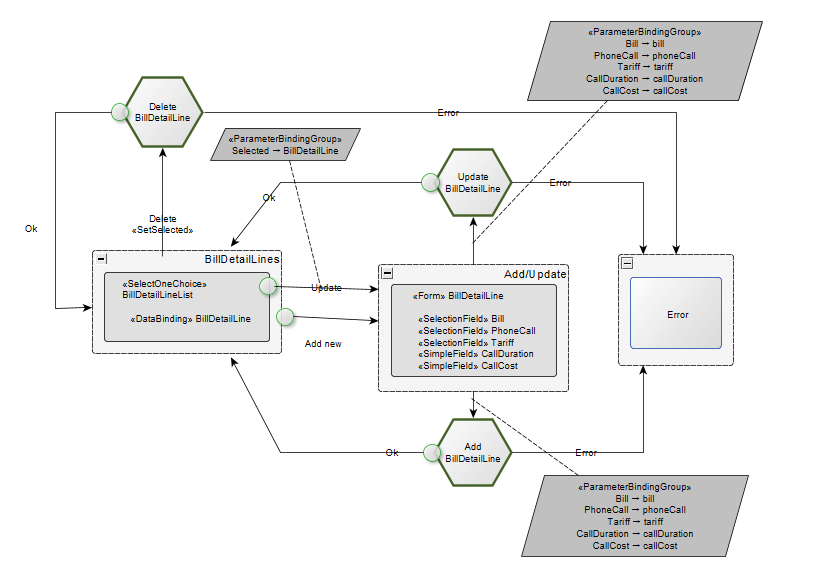 «ParameterBindingGroup»
Bill → bill
PhoneCall → phoneCall
Tariff → tariff
CallDuration → callDuration
CallCost → callCost
Delete
BillDetailLine
Error
«ParameterBindingGroup»
Selected → BillDetailLine
Update
BillDetailLine
Error
Ok
Ok
Delete
«SetSelected»
BillDetailLines
«SelectOneChoice»
BillDetailLineList
«DataBinding» BillDetailLine
Update
Add new
Add/Update
«Form» BillDetailLine
«SelectionField» Bill
«SelectionField» PhoneCall
«SelectionField» Tariff
«SimpleField» CallDuration
«SimpleField» CallCost
Error
Add
BillDetailLine
Ok
Error
«ParameterBindingGroup»
Bill → bill
PhoneCall → phoneCall
Tariff → tariff
CallDuration → callDuration
CallCost → callCost